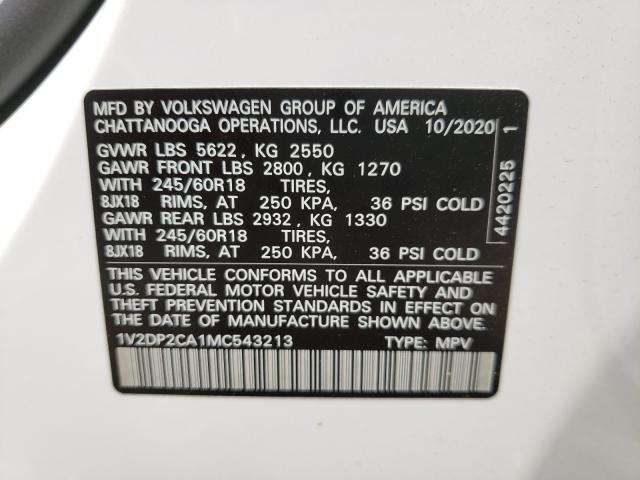 MFD BY VOLKSWAGEN GROUP OF AMERICA
CHATTANOOGA OPERATIONS, LLC. USA 10/2020
GVWR LBS 5622, KG 2550
GAWR FRONT LBS 2800, KG 1270
WITH 245/60R18 TIRES,
8JX18 RIMS, AT 250 KPA, 36 PSI COLD
GAWR REAR LBS 2932, KG 1330
WITH 245/60R18 TIRES,
8JX18 RIMS, AT 250 KPA, 36 PSI COLD
THIS VEHICLE CONFORMS TO ALL APPLICABLE
U.S. FEDERAL MOTOR VEHICLE SAFETY AND
THEFT PREVENTION STANDARDS IN EFFECT ON
THE DATE OF MANUFACTURE SHOWN ABOVE.
1V2DP2CA1MC543213 TYPE: MPV
4420225 1